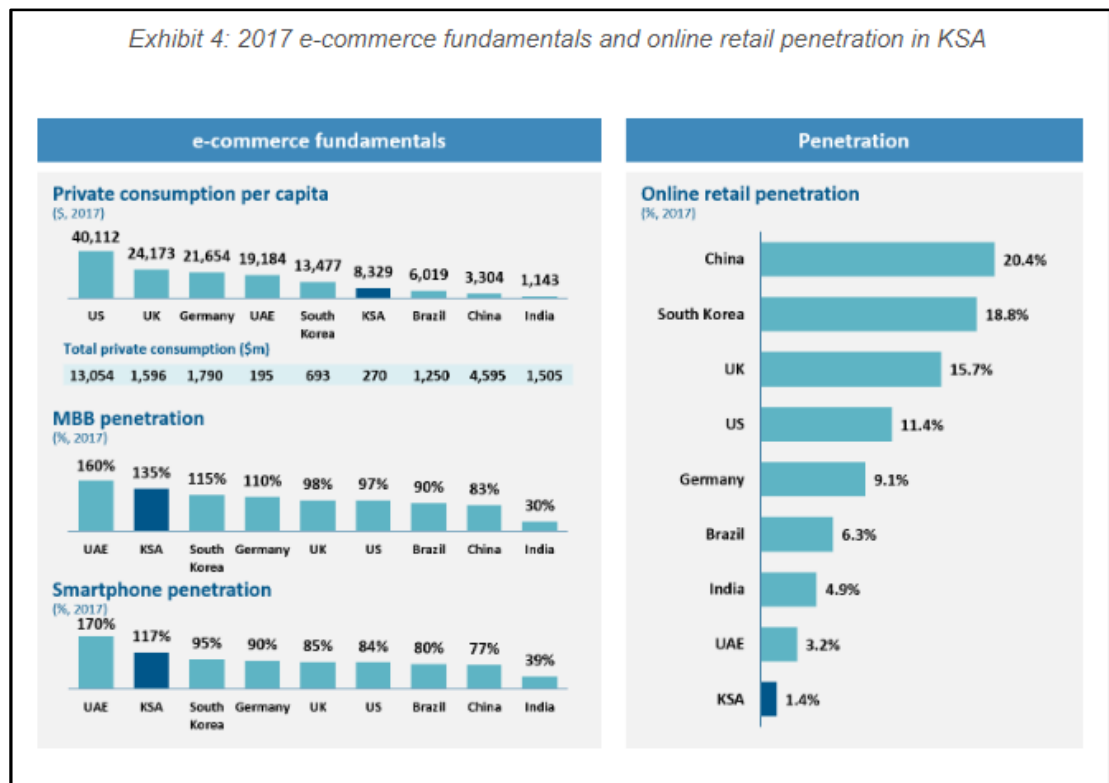 Exhibit 4: 2017 e-commerce fundamentals and online retail penetration in KSA
e-commerce fundamentals
Private consumption per capita
($, 2017)
40,112 24,173 21,654 19,184 13,477 8,329 6,019 3,304 1,143
US UK Germany UAE South Korea KSA Brazil China India
Total private consumption ($m)
13,054 1,596 1,790 195 693 270 1,250 4,595 1,505
MBB penetration
(%, 2017)
160% 135% 115% 110% 98% 97% 90% 83% 30%
UAE KSA South Korea Germany UK US Brazil China India
Smartphone penetration
(%, 2017)
170% 117% 95% 90% 85% 84% 80% 77% 39%
UAE KSA South Korea Germany UK US Brazil China India
Penetration
Online retail penetration
(%, 2017)
China 20.4%
South Korea 18.8%
UK 15.7%
US 11.4%
Germany 9.1%
Brazil 6.3%
India 4.9%
UAE 3.2%
KSA 1.4%